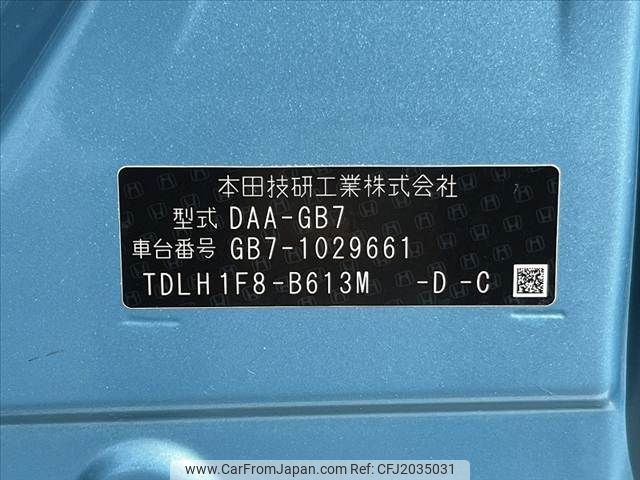 本田技研工業株式会社
型式 DAA-GB7
車台番号 GB7-1029661
TDLH1F8-B613M -D -C
www.CarFromJapan.com | REF:CFJ2035031